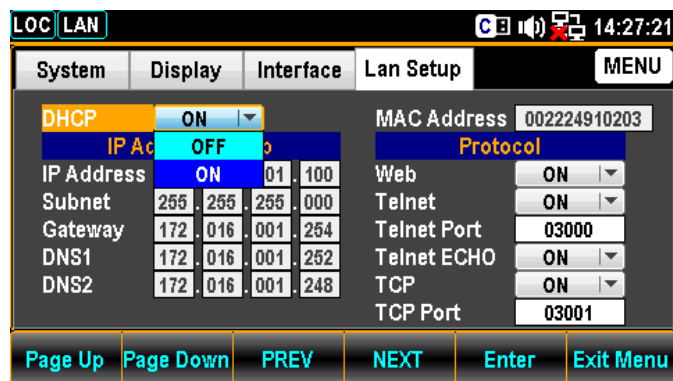 LOC LAN C 14:27:21
System Display Interface Lan Setup MENU
DHCP ON MAC Address 002224910203
OFF Protocol
IP Address ON 01 . 100 Web ON
Subnet 255 . 255 . 255 . 000 Telnet ON
Gateway 172 . 016 . 001 . 254 Telnet Port 03000
DNS1 172 . 016 . 001 . 252 Telnet ECHO ON
DNS2 172 . 016 . 001 . 248 TCP ON
TCP Port 03001
Page Up Page Down PREV NEXT Enter Exit Menu